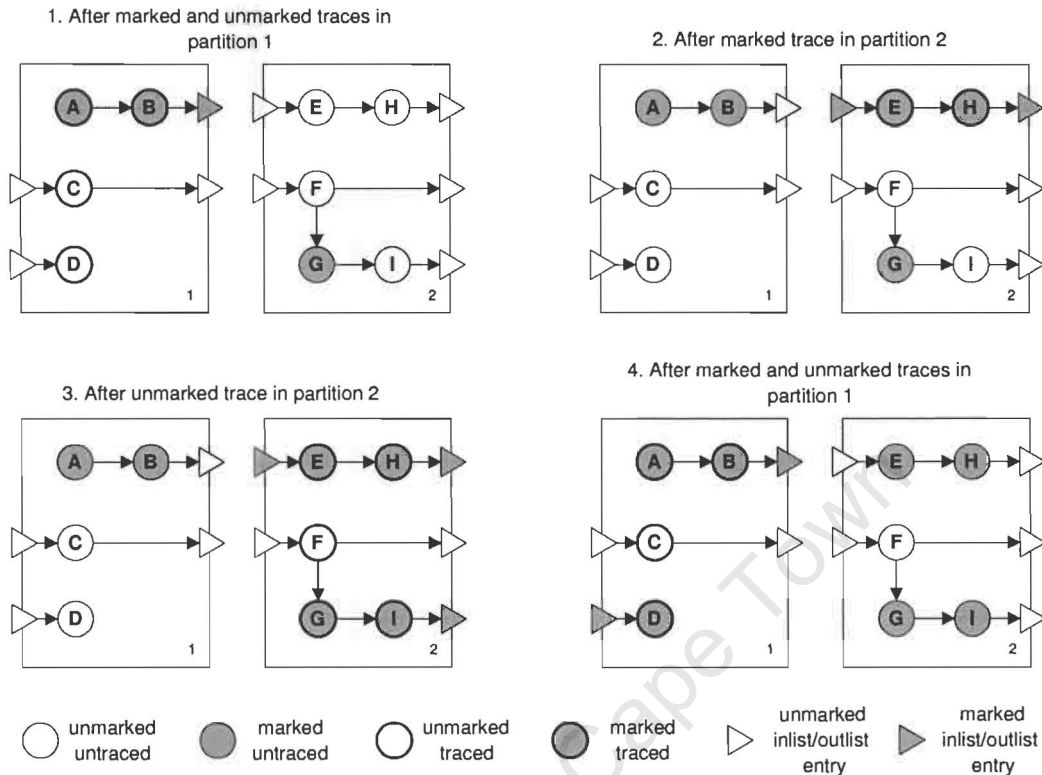 1. After marked and unmarked traces in
partition 1
A B E H
C F
D G I
1 2
2. After marked trace in partition 2
A B E H
C F
D G I
1 2
3. After unmarked trace in partition 2
A B E H
C F
D G I
1 2
4. After marked and unmarked traces in
partition 1
A B E H
C F
D G I
1 2
unmarked
untraced
marked
untraced
unmarked
traced
marked
traced
unmarked
inlist/outlist
entry
marked
inlist/outlist
entry
Cape Town